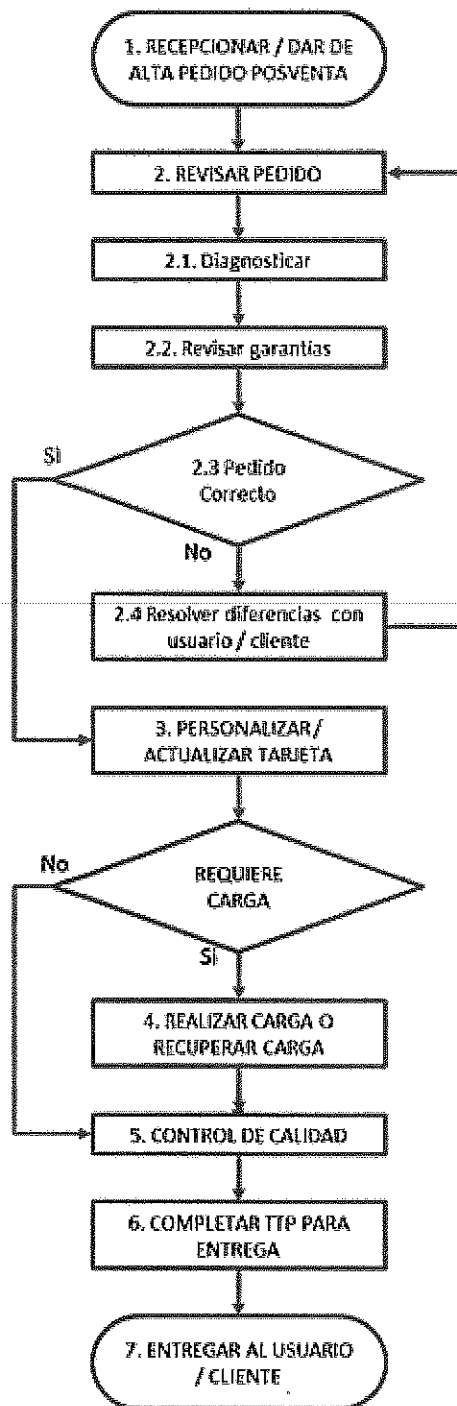 1. RECEPCIONAR / DAR DE
ALTA PEDIDO POSVENTA
2. REVISAR PEDIDO
2.1. Diagnosticar
2.2. Revisar garantías
Sí
2.3 Pedido
Correcto
No
2.4 Resolver diferencias con
usuario / cliente
3. PERSONALIZAR/
ACTUALIZAR TARJETA
No
REQUIERE
CARGA
Sí
4. REALIZAR CARGA O
RECUPERAR CARGA
5. CONTROL DE CALIDAD
6. COMPLETAR TTP PARA
ENTREGA
7. ENTREGAR AL USUARIO
/ CLIENTE